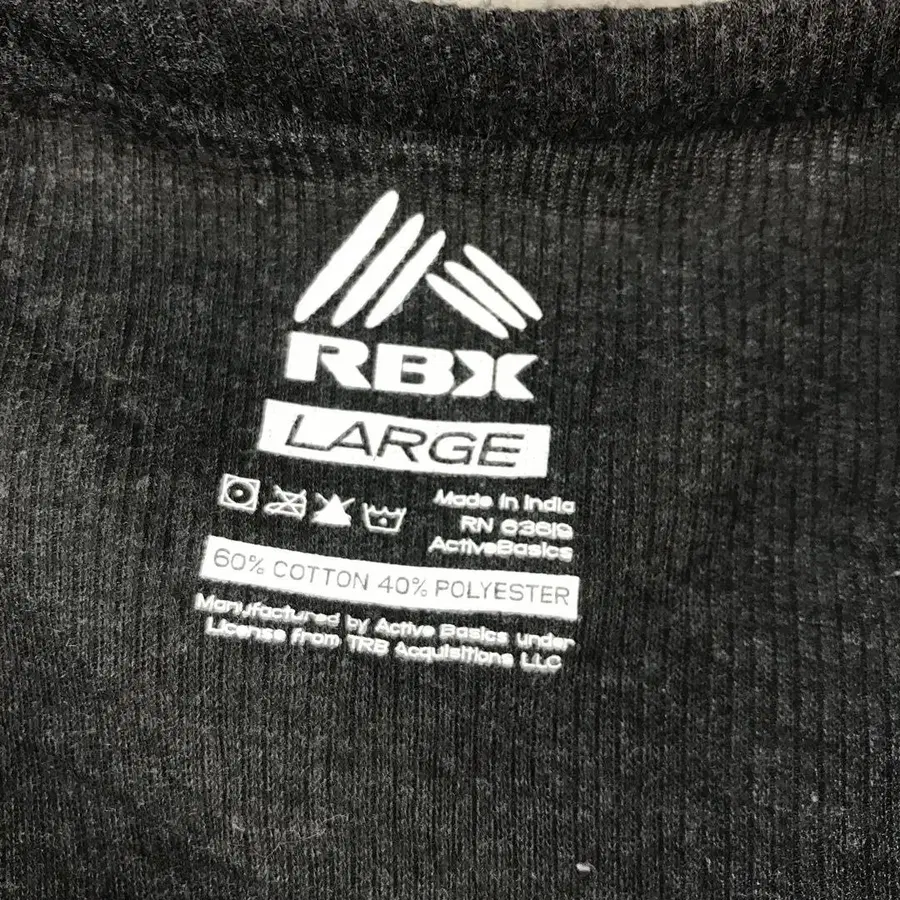 RBX
LARGE
Made in India
RN 63619
ActiveBasics
60% COTTON 40% POLYESTER
Manufactured by Active Basics under
License from TRB Acquisitions LLC